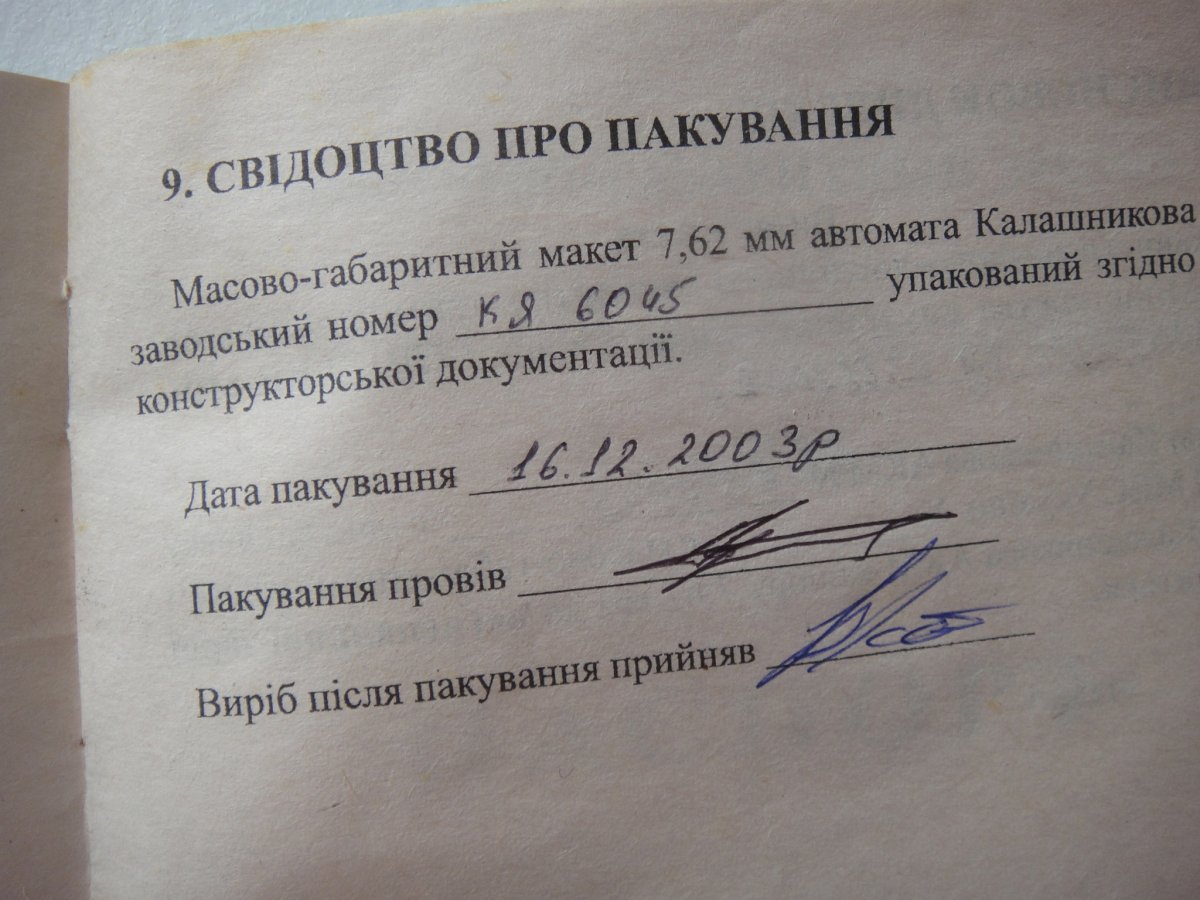 9. СВІДОЦТВО ПРО ПАКУВАННЯ
Масово-габаритний макет 7,62 мм автомата Калашникова
заводський номер КЯ 6045 упакований згідно
конструкторської документації.
Дата пакування 16.12.2003р
Пакування провів
Виріб після пакування прийняв